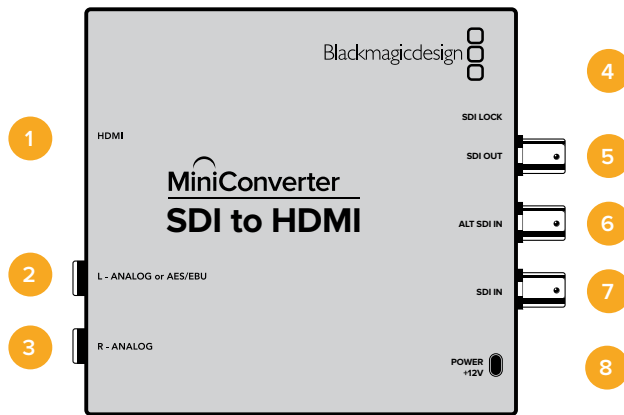 Blackmagicdesign
4
SDI LOCK
1
HDMI
SDI OUT
5
MiniConverter
SDI to HDMI
ALT SDI IN
6
2
L - ANALOG or AES/EBU
SDI IN
7
3
R - ANALOG
POWER
+12V
8